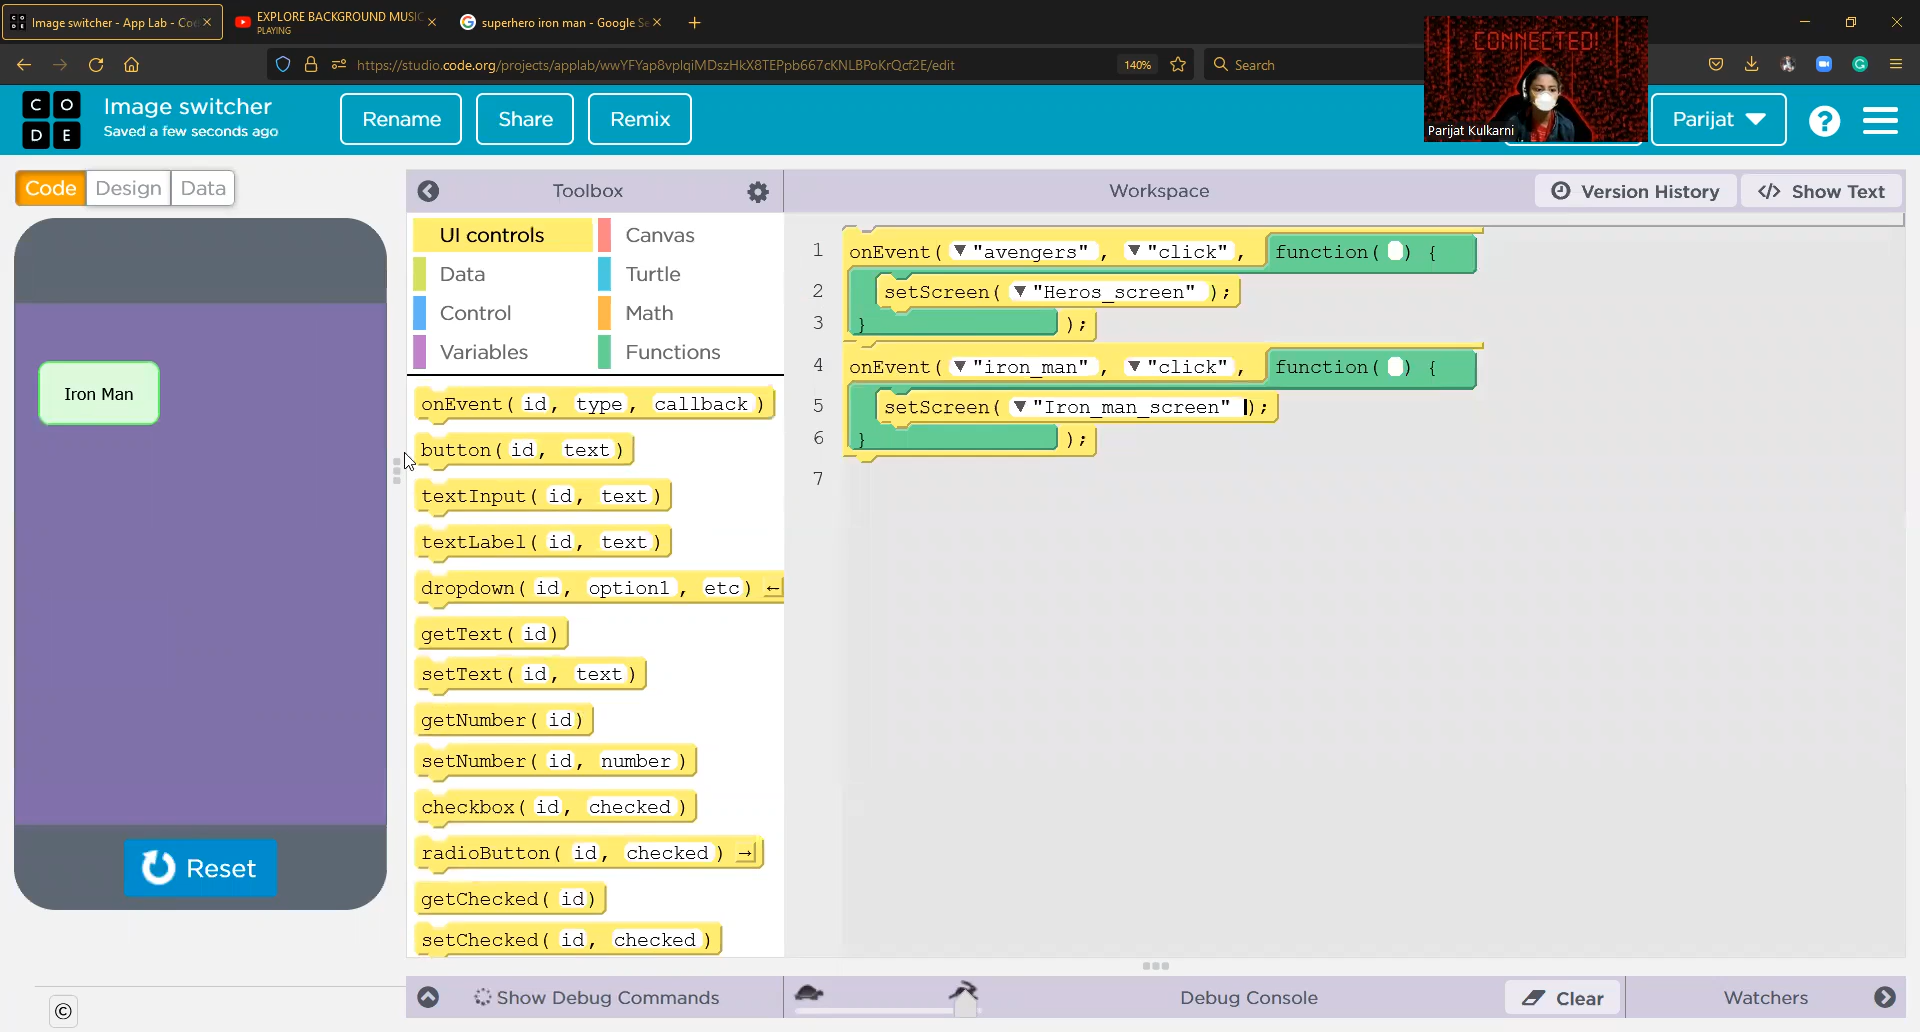 Image switcher - App Lab - Co
EXPLORE BACKGROUND MUSIC
PLAYING
superhero iron man - Google Se
https://studio.code.org/projects/applab/wwYFYap8vplqiMDszHkX8TEPpb667cKNLBPoKrQcf2E/edit
140%
Search
CONNECTED!
Parijat Kulkarni
C O
D E
Image switcher
Saved a few seconds ago
Rename
Share
Remix
Parijat
?
Code
Design
Data
Toolbox
Workspace
Version History
Show Text
UI controls
Canvas
Data
Turtle
Control
Math
Variables
Functions
Iron Man
Reset
onEvent( id, type, callback )
button( id, text )
textInput( id, text )
textLabel( id, text )
dropdown( id, option1 , etc ) ←
getText( id )
setText( id, text )
getNumber( id )
setNumber( id, number )
checkbox( id, checked )
radioButton( id, checked ) →
getChecked( id )
setChecked( id, checked )
1 onEvent( ▼ "avengers" , ▼ "click", function( ) {
2 setScreen( ▼ "Heros_screen" );
3 } );
4 onEvent( ▼ "iron_man" , ▼ "click", function( ) {
5 setScreen( ▼ "Iron_man_screen" );
6 } );
7
©
Show Debug Commands
Debug Console
Clear
Watchers